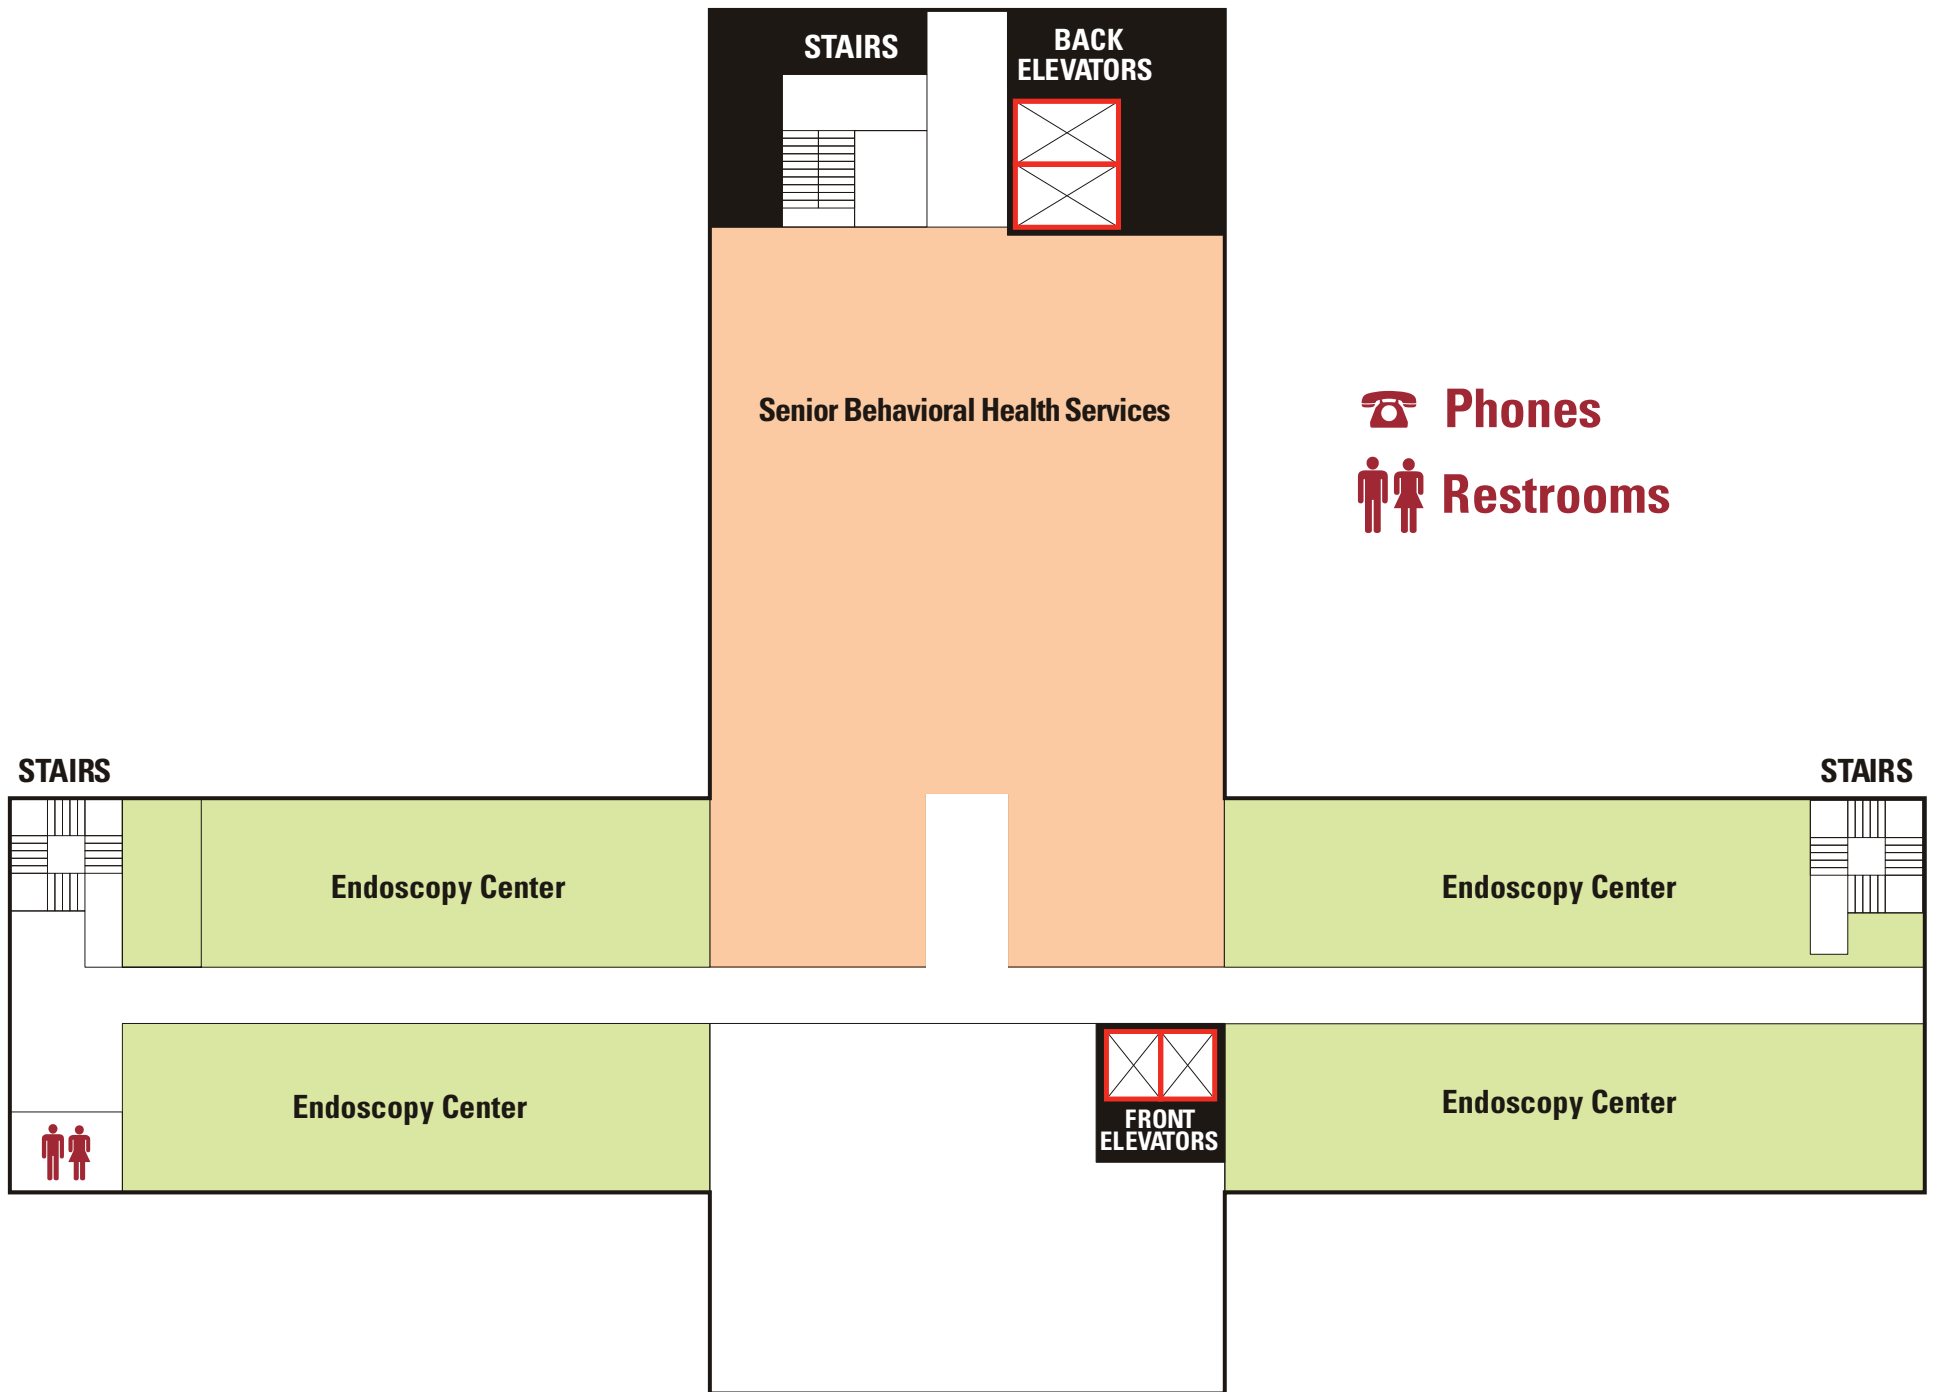 STAIRS
BACK
ELEVATORS
Senior Behavioral Health Services
Phones
Restrooms
STAIRS
STAIRS
Endoscopy Center
Endoscopy Center
Endoscopy Center
Endoscopy Center
FRONT
ELEVATORS